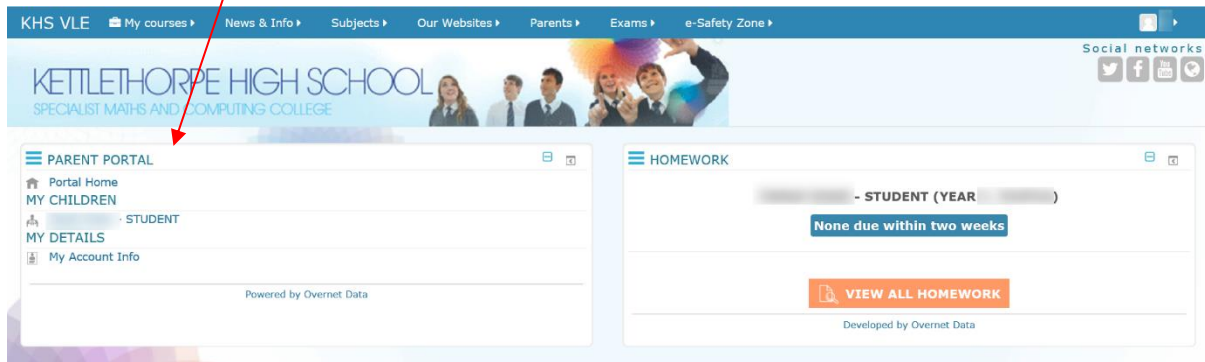 KHS VLE My courses News & Info Subjects Our Websites Parents Exams e-Safety Zone
Social networks
You
Tube
KETTLETHORPE HIGH SCHOOL
SPECIALIST MATHS AND COMPUTING COLLEGE
PARENT PORTAL
Portal Home
MY CHILDREN
- STUDENT
MY DETAILS
My Account Info
Powered by Overnet Data
HOMEWORK
- STUDENT (YEAR )
None due within two weeks
VIEW ALL HOMEWORK
Developed by Overnet Data